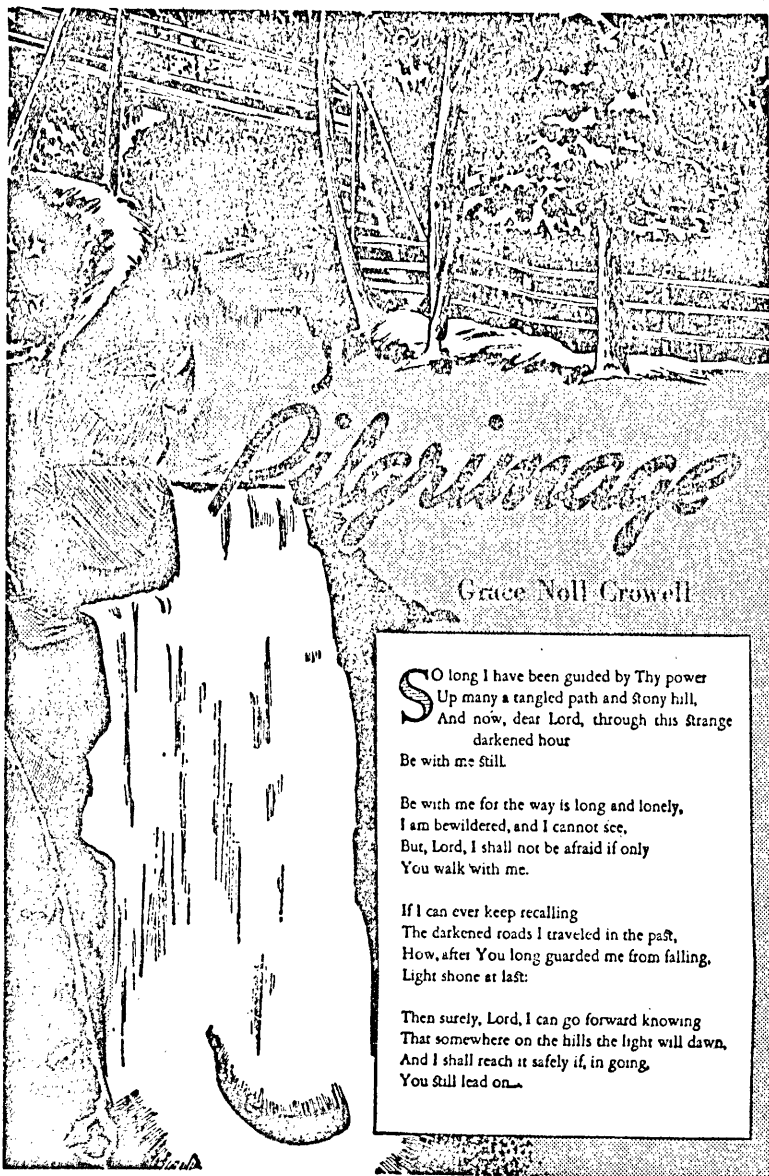 Pilgrimage
Grace Noll Crowell
SO long I have been guided by Thy power
Up many a tangled path and stony hill,
And now, dear Lord, through this strange
darkened hour
Be with me still.
Be with me for the way is long and lonely,
I am bewildered, and I cannot see,
But, Lord, I shall not be afraid if only
You walk with me.
If I can ever keep recalling
The darkened roads I traveled in the past,
How, after You long guarded me from falling,
Light shone at last:
Then surely, Lord, I can go forward knowing
That somewhere on the hills the light will dawn,
And I shall reach it safely if, in going,
You still lead on....